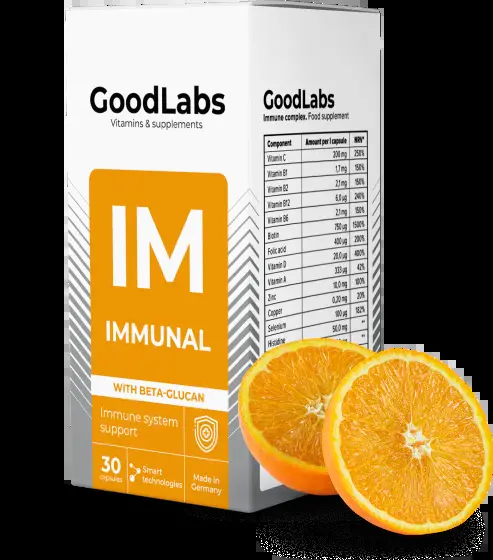 GoodLabs
Vitamins & supplements
IM
IMMUNAL
WITH BETA-GLUCAN
Immune system
support
30
capsules
Smart
technologies
Made in
Germany
GoodLabs
Immune complex. Food supplement
Component Amount per 1 capsule NRV*
Vitamin C 200 mg 250%
Vitamin B1 1,7 mg 150%
Vitamin B2 2,1 mg 150%
Vitamin B12 6,0 µg 240%
Vitamin B6 2,1 mg 150%
Biotin 750 µg 1500%
Folic acid 400 µg 200%
Vitamin D 20,0 µg 400%
Vitamin A 333 µg 42%
Zinc 10,0 mg 100%
Copper 0,20 mg 20%
Selenium 100 µg 182%
Histidine 50,0 mg **